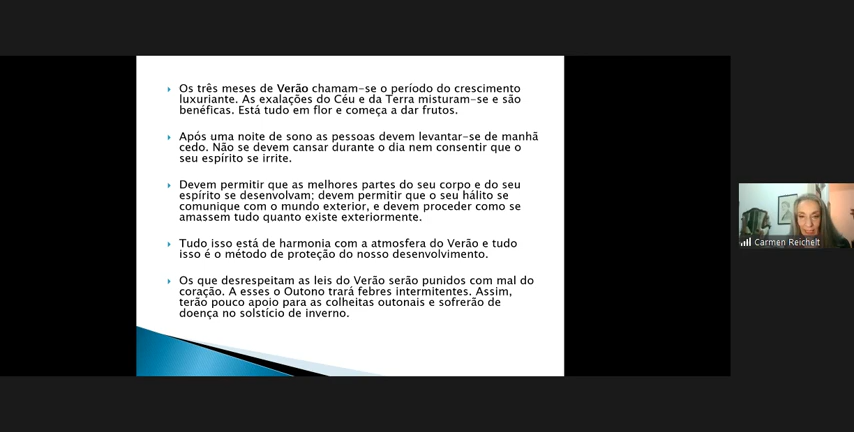 Os três meses de Verão chamam-se o período do crescimento
luxuriante. As exalações do Céu e da Terra misturam-se e são
benéficas. Está tudo em flor e começa a dar frutos.
Após uma noite de sono as pessoas devem levantar-se de manhã
cedo. Não se devem cansar durante o dia nem consentir que o
seu espírito se irrite.
Devem permitir que as melhores partes do seu corpo e do seu
espírito se desenvolvam; devem permitir que o seu hálito se
comunique com o mundo exterior, e devem proceder como se
amassem tudo quanto existe exteriormente.
Tudo isso está de harmonia com a atmosfera do Verão e tudo
isso é o método de proteção do nosso desenvolvimento.
Os que desrespeitam as leis do Verão serão punidos com mal do
coração. A esses o Outono trará febres intermitentes. Assim,
terão pouco apoio para as colheitas outonais e sofrerão de
doença no solstício de inverno.
Carmen Reichelt